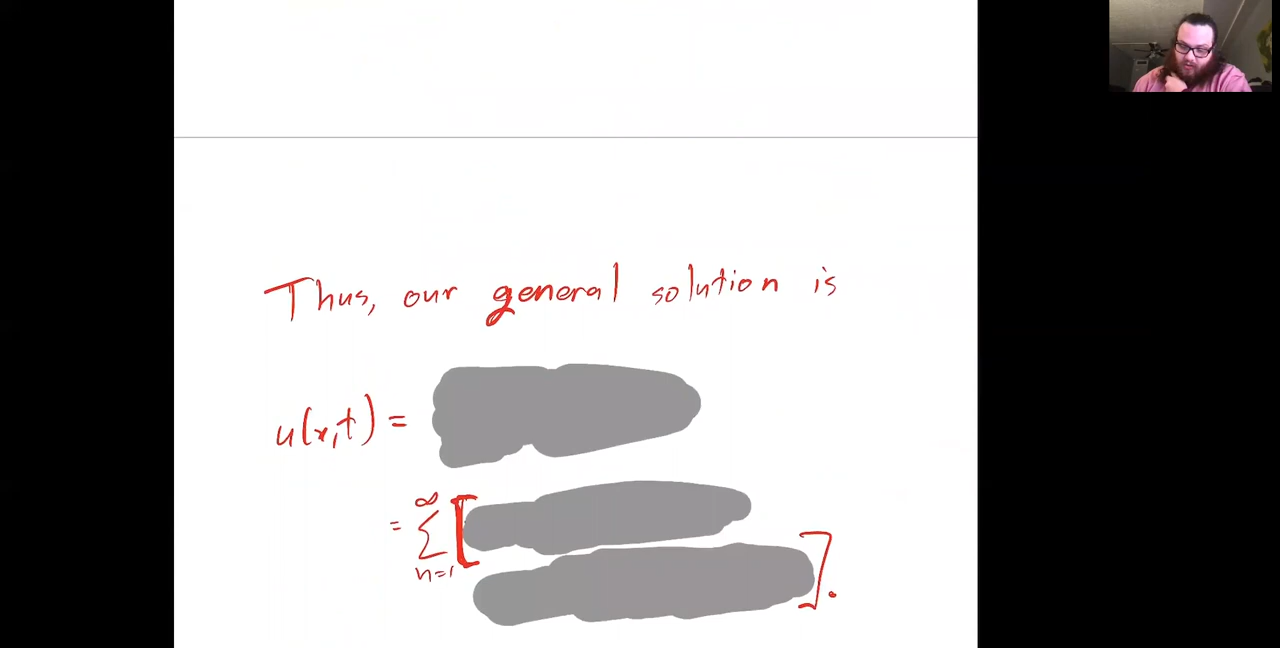 Thus, our general solution is
u(x,t) =
= ∞ ∑ n=1 [
].